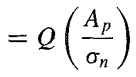 = Q(A_p/σ_n)